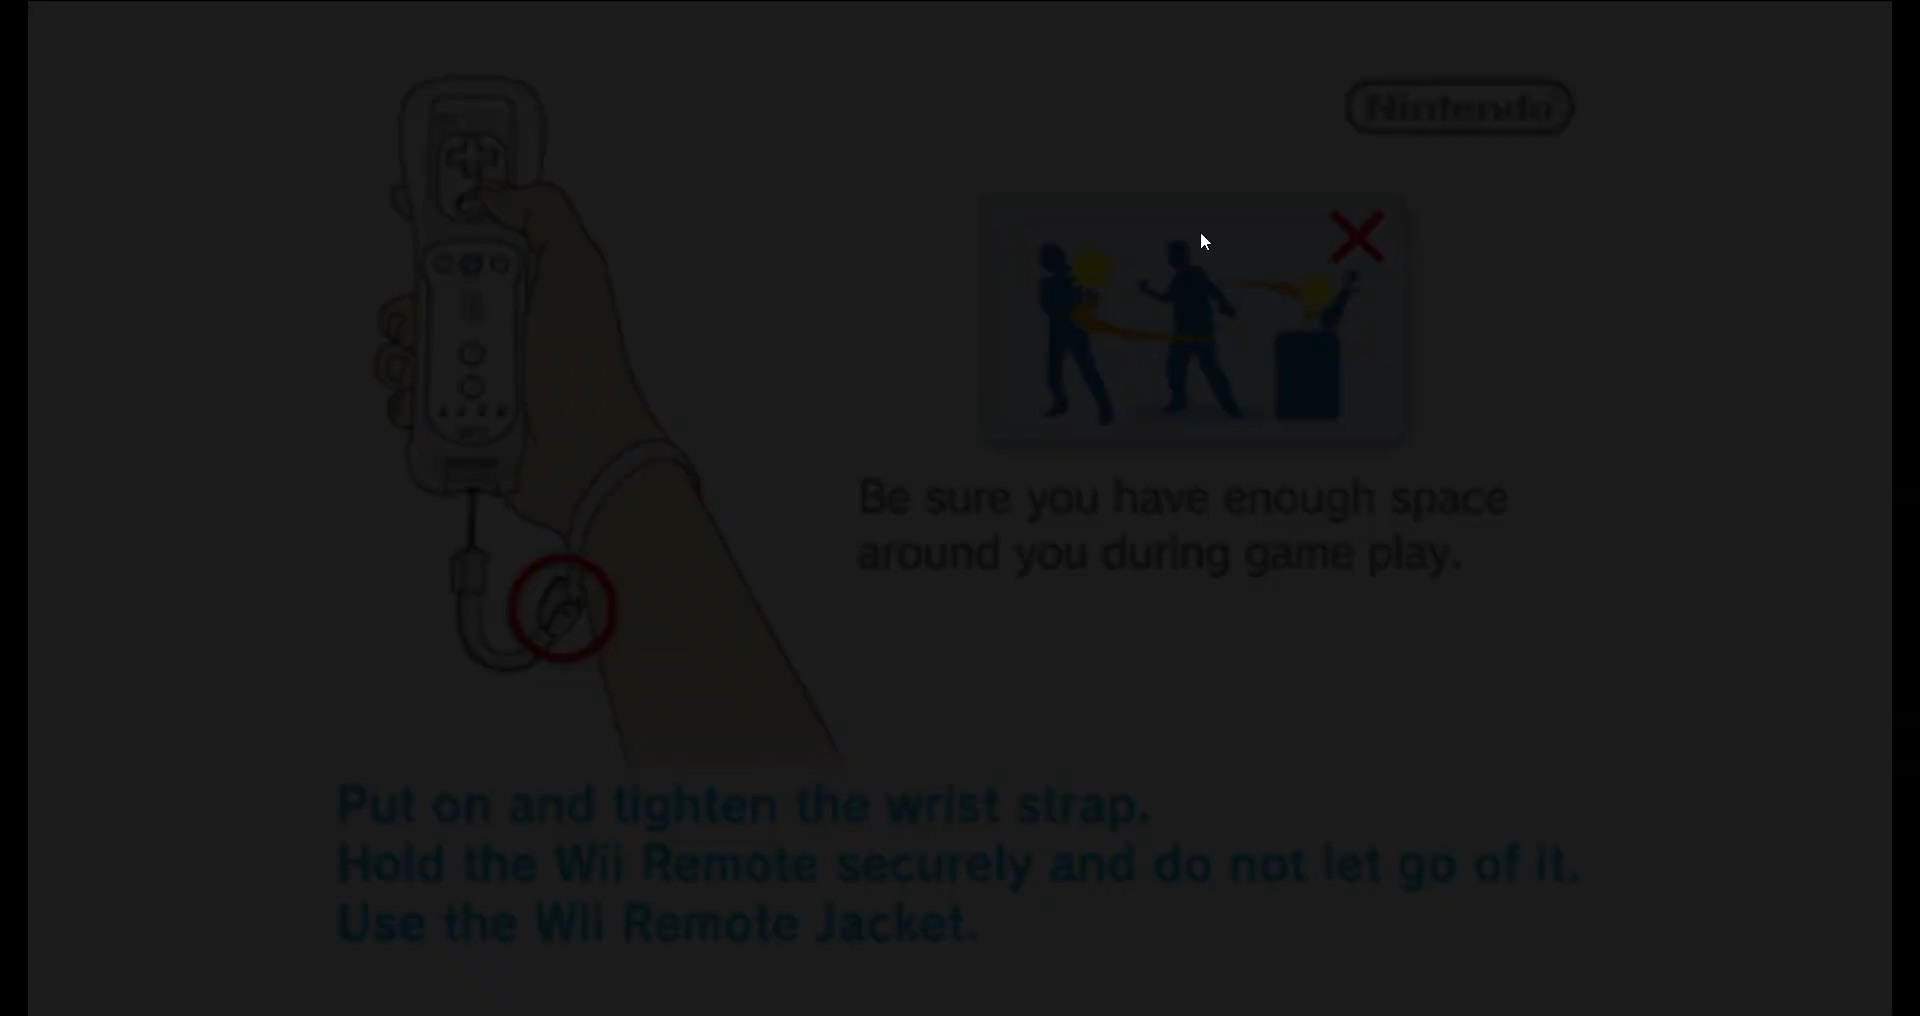 Nintendo
Be sure you have enough space
around you during game play.
Put on and tighten the wrist strap.
Hold the Wii Remote securely and do not let go of it.
Use the Wii Remote Jacket.